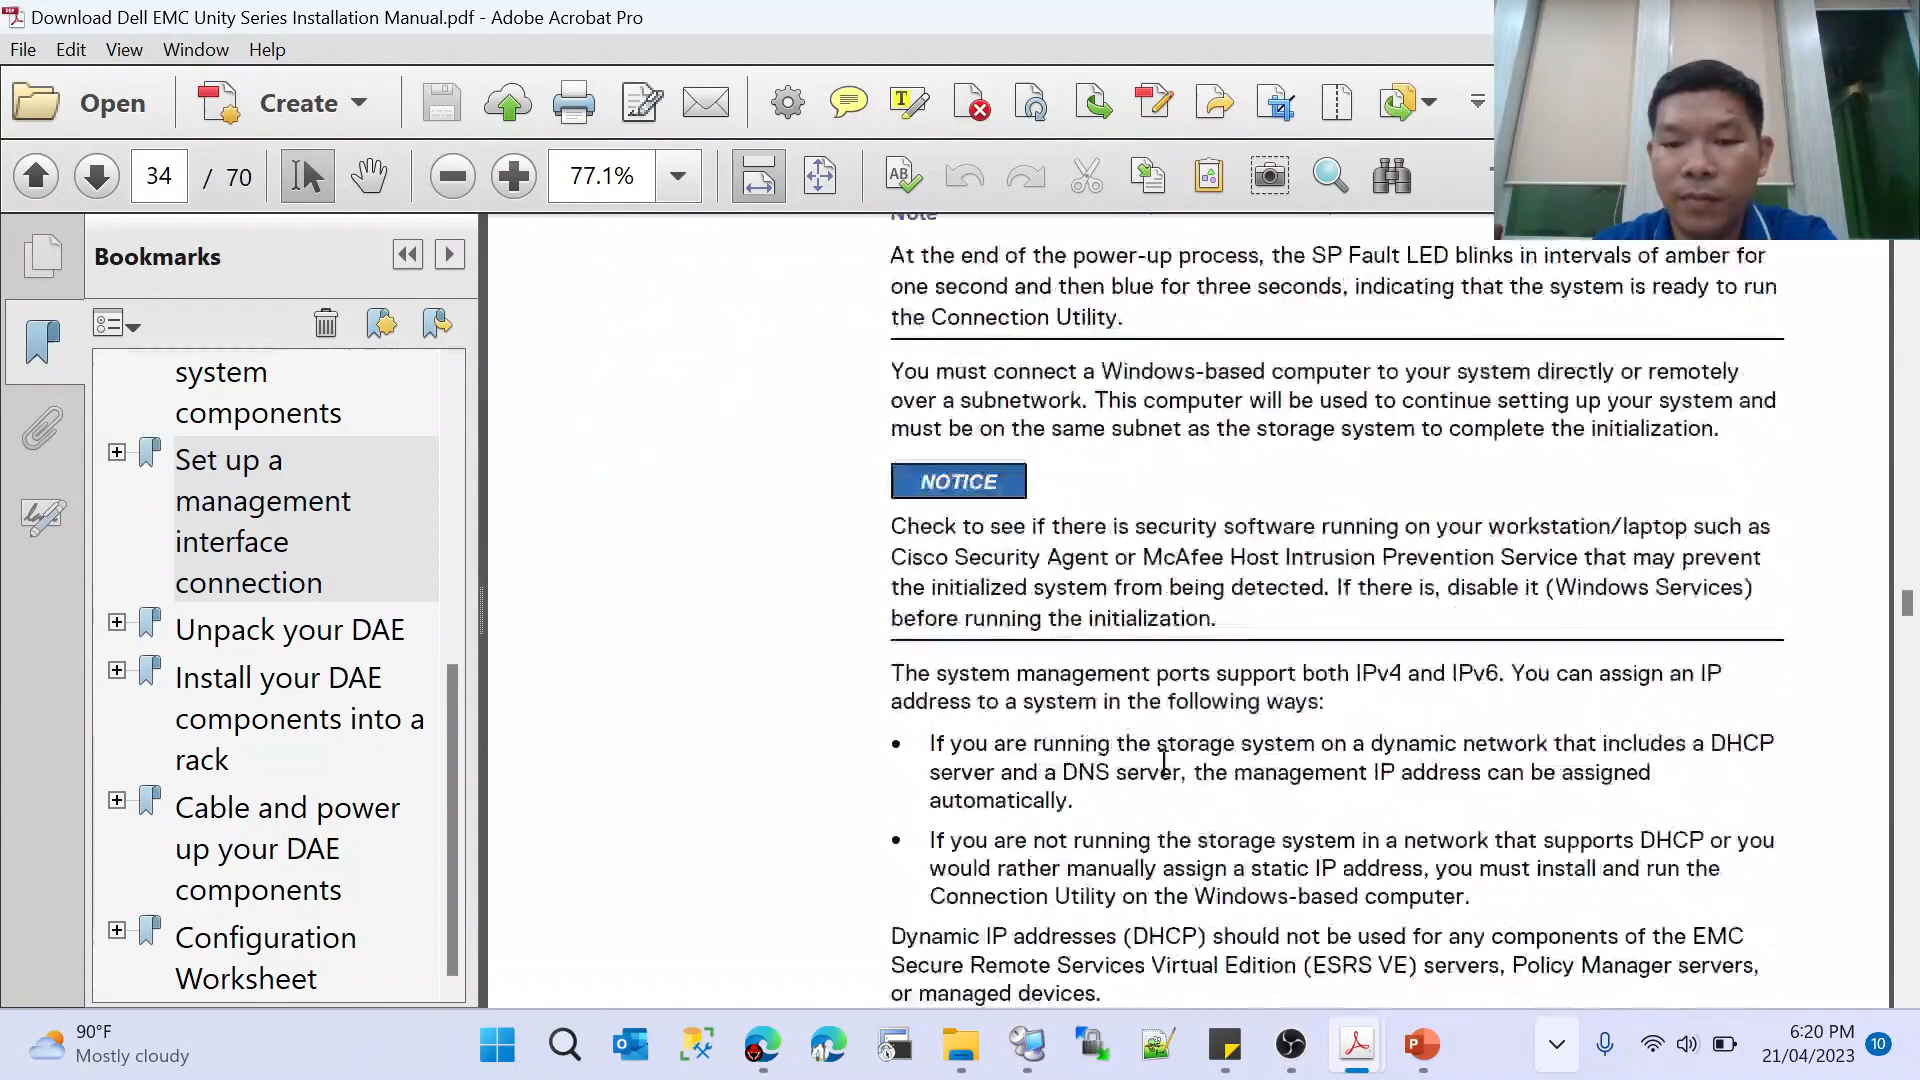 Download Dell EMC Unity Series Installation Manual.pdf - Adobe Acrobat Pro
File Edit View Window Help
Open
Create
34 / 70
77.1%
Bookmarks
system
components
Set up a
management
interface
connection
Unpack your DAE
Install your DAE
components into a
rack
Cable and power
up your DAE
components
Configuration
Worksheet
Note
At the end of the power-up process, the SP Fault LED blinks in intervals of amber for
one second and then blue for three seconds, indicating that the system is ready to run
the Connection Utility.
You must connect a Windows-based computer to your system directly or remotely
over a subnetwork. This computer will be used to continue setting up your system and
must be on the same subnet as the storage system to complete the initialization.
NOTICE
Check to see if there is security software running on your workstation/laptop such as
Cisco Security Agent or McAfee Host Intrusion Prevention Service that may prevent
the initialized system from being detected. If there is, disable it (Windows Services)
before running the initialization.
The system management ports support both IPv4 and IPv6. You can assign an IP
address to a system in the following ways:
• If you are running the storage system on a dynamic network that includes a DHCP
server and a DNS server, the management IP address can be assigned
automatically.
• If you are not running the storage system in a network that supports DHCP or you
would rather manually assign a static IP address, you must install and run the
Connection Utility on the Windows-based computer.
Dynamic IP addresses (DHCP) should not be used for any components of the EMC
Secure Remote Services Virtual Edition (ESRS VE) servers, Policy Manager servers,
or managed devices.
90°F
Mostly cloudy
6:20 PM
21/04/2023
10